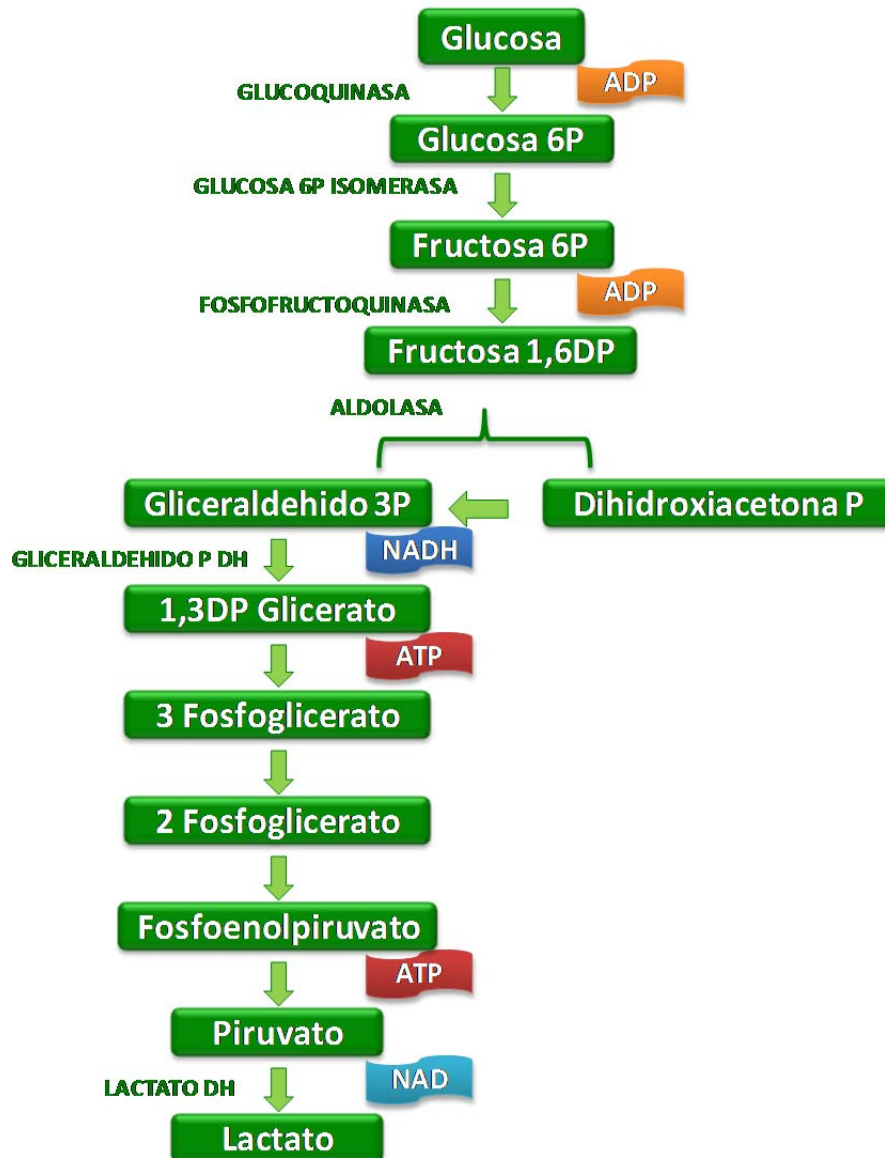 Glucosa
ADP
GLUCOQUINASA
Glucosa 6P
GLUCOSA 6P ISOMERASA
Fructosa 6P
ADP
FOSFOFRUCTOQUINASA
Fructosa 1,6DP
ALDOLASA
Gliceraldehido 3P
Dihidroxiacetona P
NADH
GLICERALDEHIDO P DH
1,3DP Glicerato
ATP
3 Fosfoglicerato
2 Fosfoglicerato
Fosfoenolpiruvato
ATP
Piruvato
NAD
LACTATO DH
Lactato